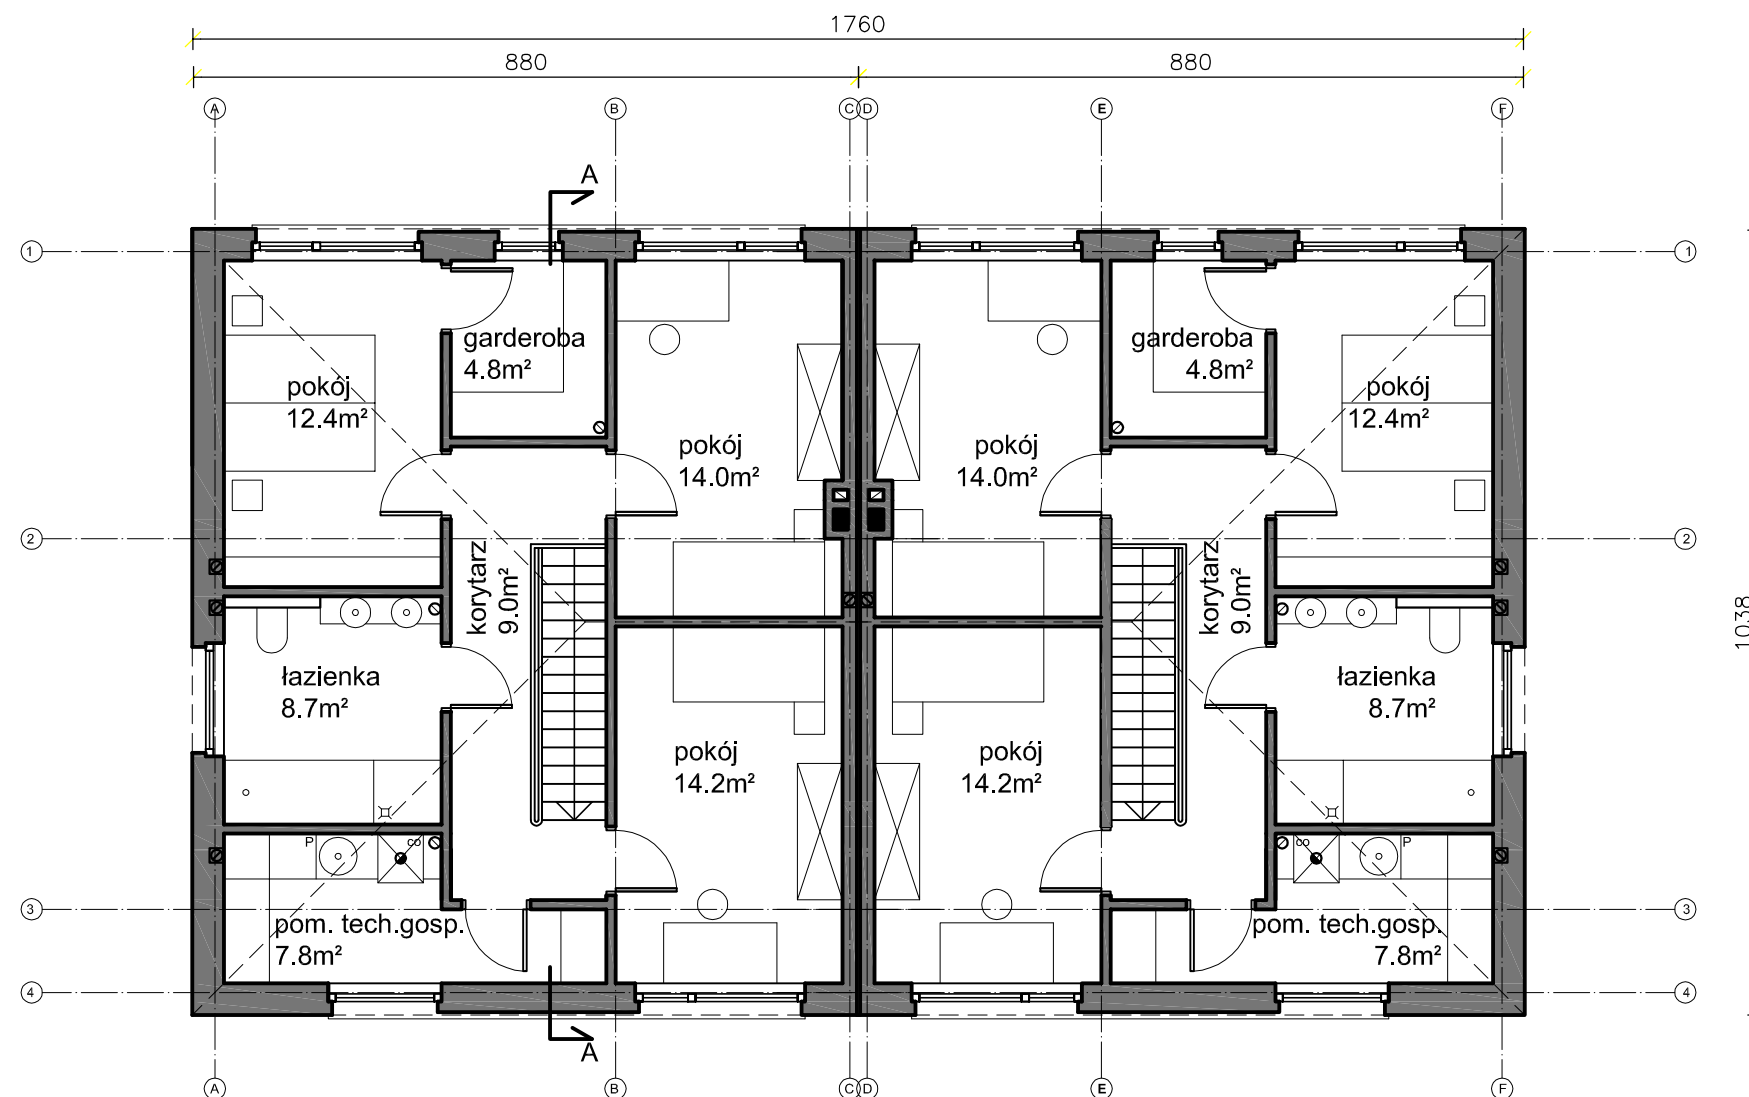 1760
880
880
A
B
C
D
E
F
A
1
1
garderoba
4.8m²
garderoba
4.8m²
pokój
12.4m²
pokój
12.4m²
pokój
14.0m²
pokój
14.0m²
2
2
korytarz
9.0m²
korytarz
9.0m²
1038
łazienka
8.7m²
łazienka
8.7m²
pokój
14.2m²
pokój
14.2m²
P
co
co
P
3
3
pom. tech.gosp.
7.8m²
pom. tech.gosp.
7.8m²
4
4
A
A
B
C
D
E
F